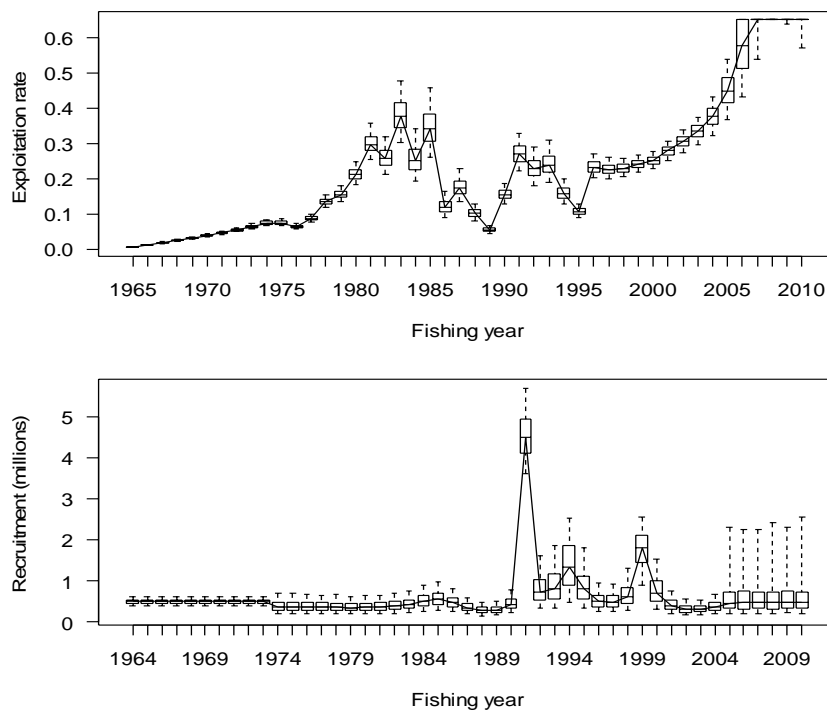 Exploitation rate
0.6
0.5
0.4
0.3
0.2
0.1
0.0
1965 1970 1975 1980 1985 1990 1995 2000 2005 2010
Fishing year
Recruitment (millions)
5
4
3
2
1
0
1964 1969 1974 1979 1984 1989 1994 1999 2004 2009
Fishing year